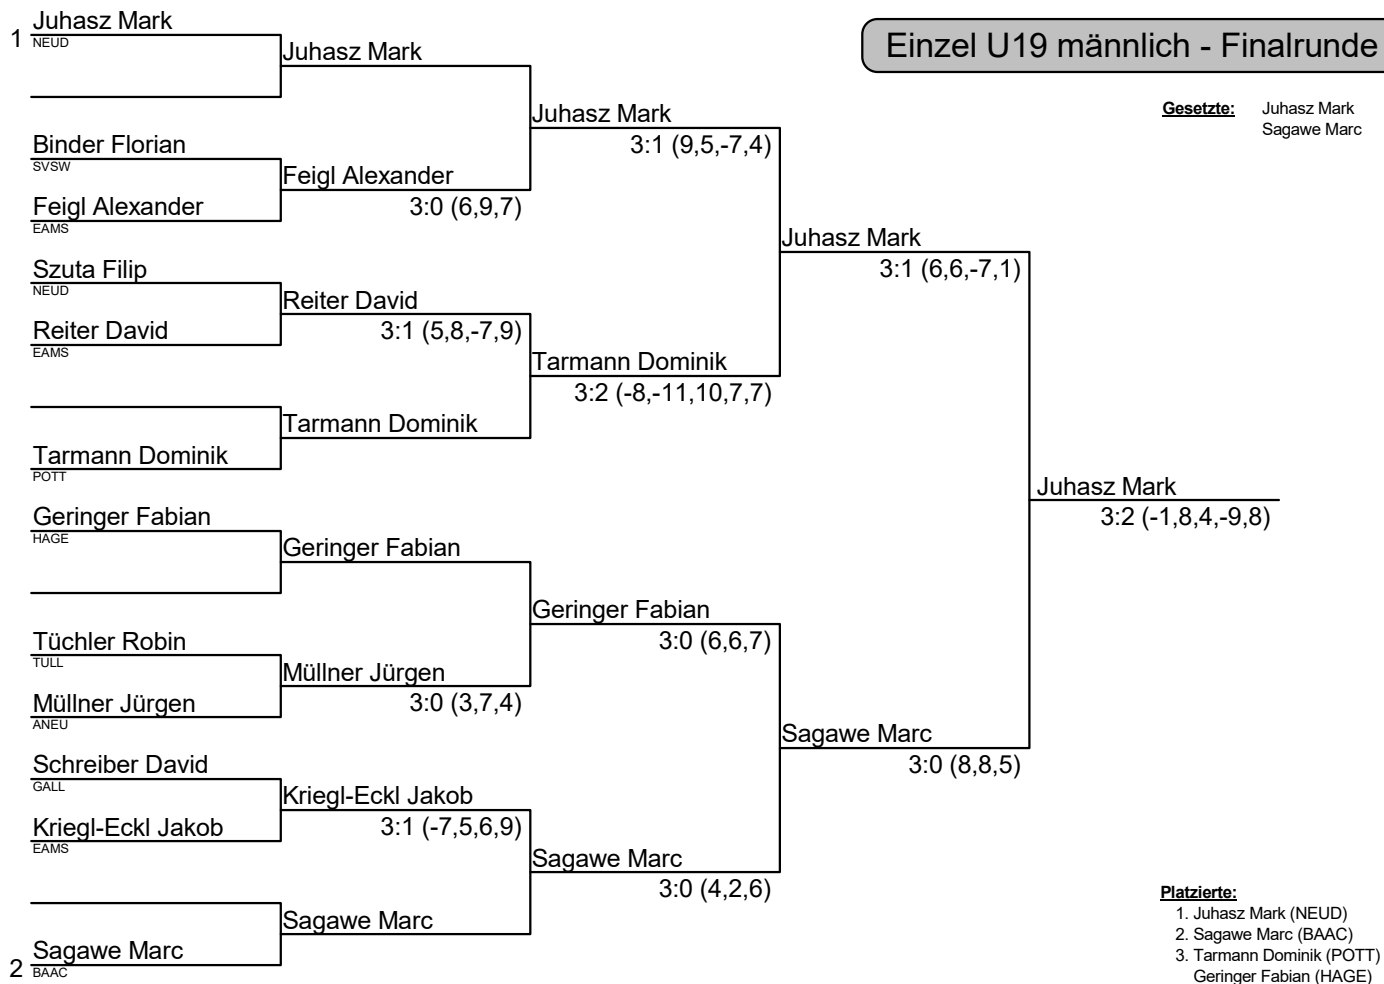 Einzel U19 männlich - Finalrunde
Gesetzte: Juhasz Mark
Sagawe Marc
1 Juhasz Mark
NEUD
Binder Florian
SVSW
Feigl Alexander
EAMS
Szuta Filip
NEUD
Reiter David
EAMS
Tarmann Dominik
POTT
Geringer Fabian
HAGE
Tüchler Robin
TULL
Müllner Jürgen
ANEU
Schreiber David
GALL
Kriegl-Eckl Jakob
EAMS
2 Sagawe Marc
BAAC
Juhasz Mark
Feigl Alexander
3:0 (6,9,7)
Reiter David
3:1 (5,8,-7,9)
Tarmann Dominik
Geringer Fabian
Müllner Jürgen
3:0 (3,7,4)
Kriegl-Eckl Jakob
3:1 (-7,5,6,9)
Sagawe Marc
Juhasz Mark
3:1 (9,5,-7,4)
Tarmann Dominik
3:2 (-8,-11,10,7,7)
Geringer Fabian
3:0 (6,6,7)
Sagawe Marc
3:0 (4,2,6)
Juhasz Mark
3:1 (6,6,-7,1)
Sagawe Marc
3:0 (8,8,5)
Juhasz Mark
3:2 (-1,8,4,-9,8)
Platzierte:
1. Juhasz Mark (NEUD)
2. Sagawe Marc (BAAC)
3. Tarmann Dominik (POTT)
Geringer Fabian (HAGE)